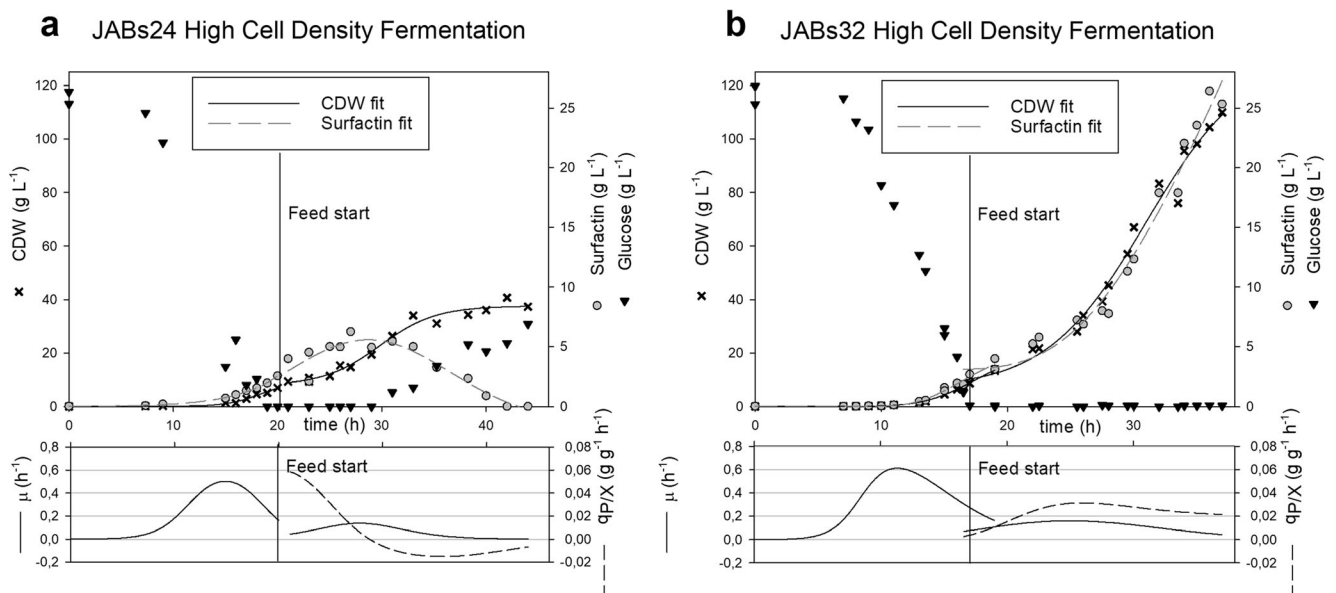 a JABs24 High Cell Density Fermentation
CDW fit
Surfactin fit
Feed start
CDW (g L-1)
120
100
80
60
40
20
0
25
20
15
10
5
0
Surfactin (g L-1)
Glucose (g L-1)
0
10
20
30
40
time (h)
Feed start
μ (h-1)
0,8
0,6
0,4
0,2
0,0
-0,2
0,08
0,06
0,04
0,02
0,00
-0,02
qP/X (g g-1 h-1)
b JABs32 High Cell Density Fermentation
CDW fit
Surfactin fit
Feed start
CDW (g L-1)
120
100
80
60
40
20
0
25
20
15
10
5
0
Surfactin (g L-1)
Glucose (g L-1)
0
10
20
30
time (h)
Feed start
μ (h-1)
0,8
0,6
0,4
0,2
0,0
-0,2
0,08
0,06
0,04
0,02
0,00
-0,02
qP/X (g g-1 h-1)